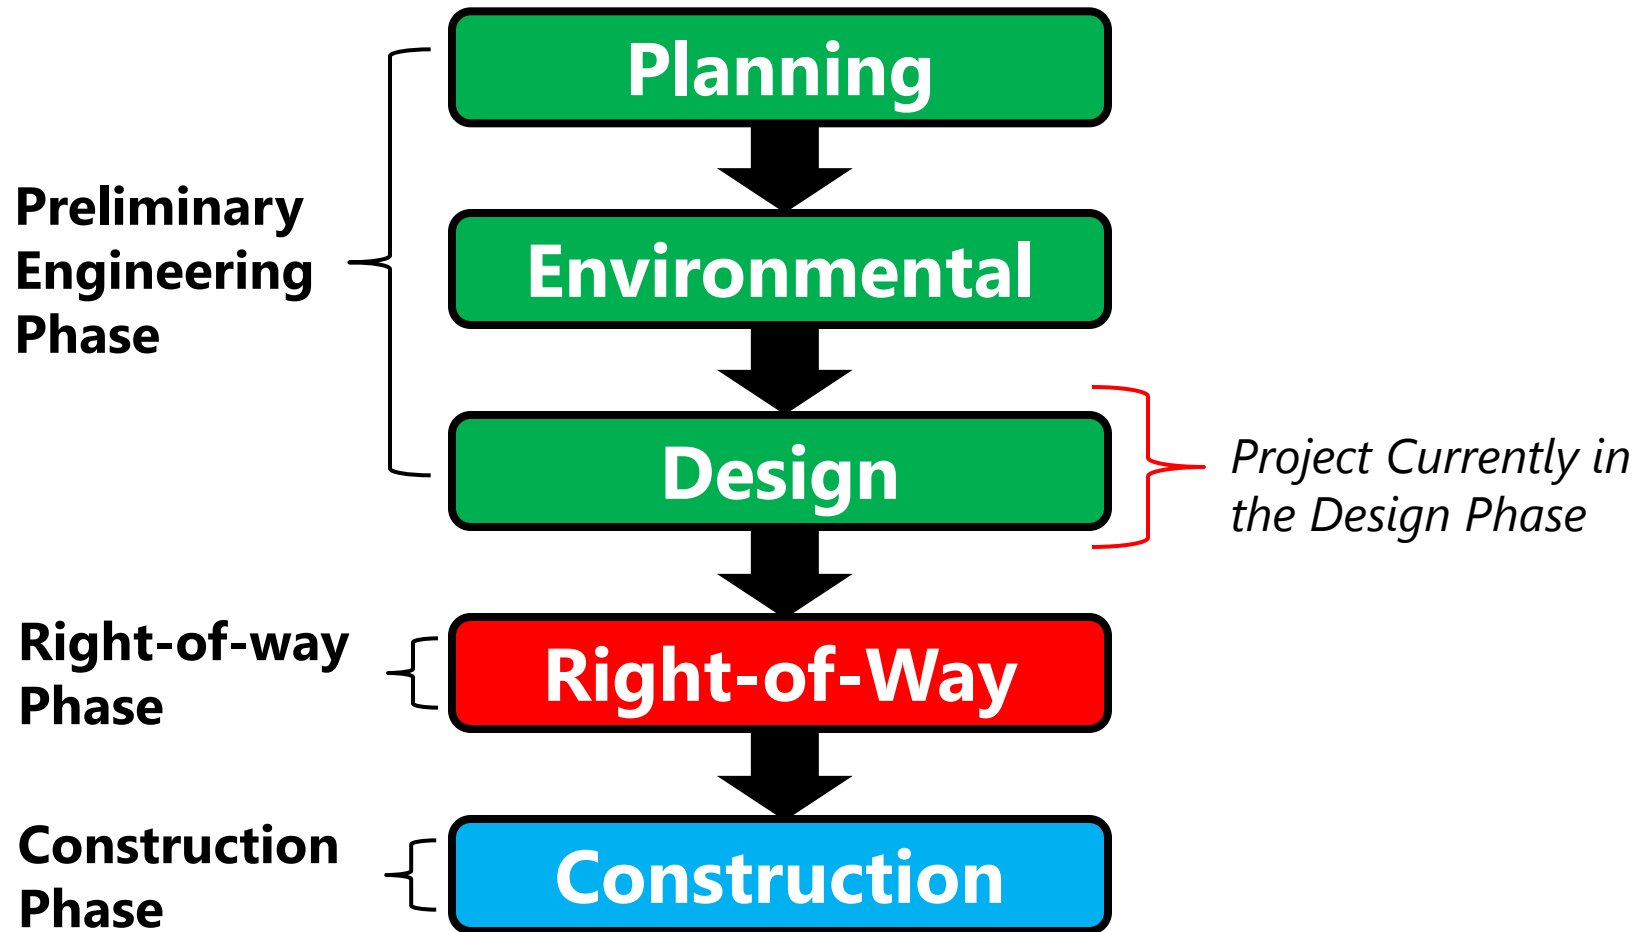 Planning
Preliminary
Engineering
Phase
Environmental
Design
Project Currently in
the Design Phase
Right-of-way
Phase
Right-of-Way
Construction
Phase
Construction